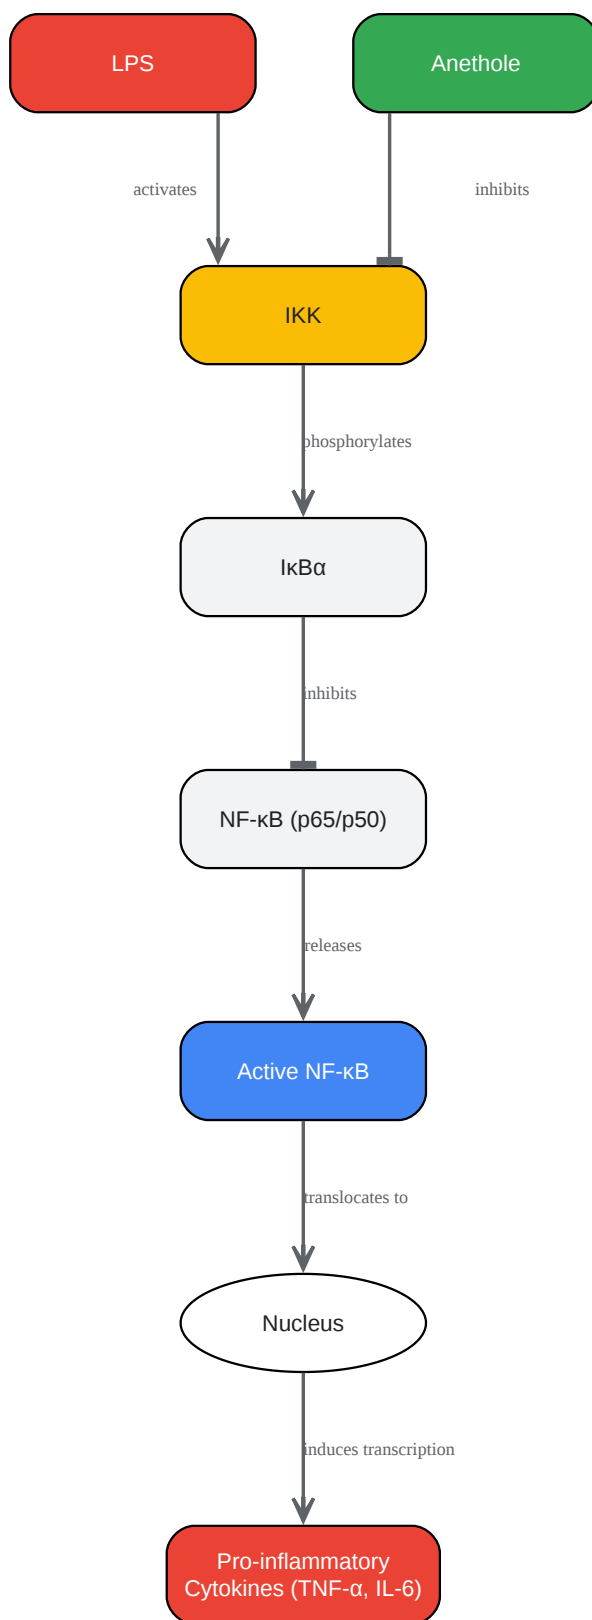 LPS
Anethole
activates
inhibits
IKK
phosphorylates
IκBα
inhibits
NF-κB (p65/p50)
releases
Active NF-κB
translocates to
Nucleus
induces transcription
Pro-inflammatory
Cytokines (TNF-α, IL-6)